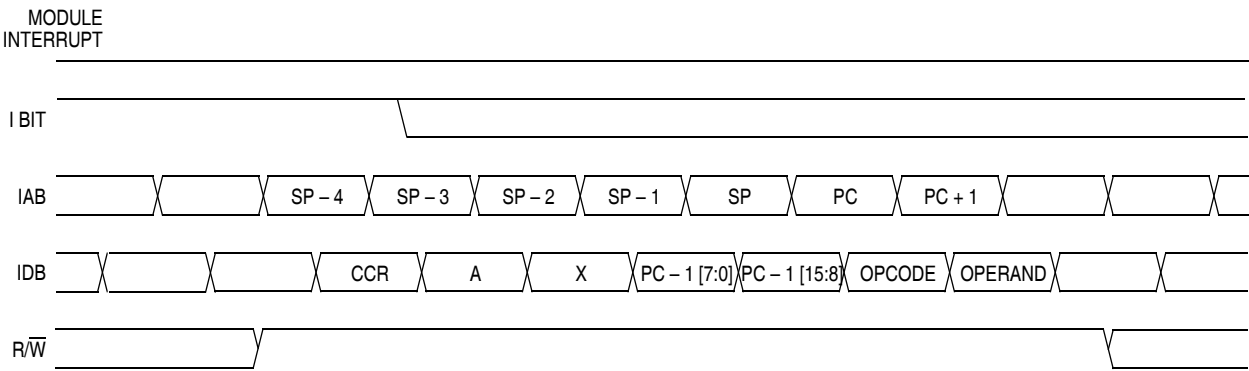 MODULE
INTERRUPT
I BIT
IAB SP – 4 SP – 3 SP – 2 SP – 1 SP PC PC + 1
IDB CCR A X PC – 1 [7:0] PC – 1 [15:8] OPCODE OPERAND
R/W̅